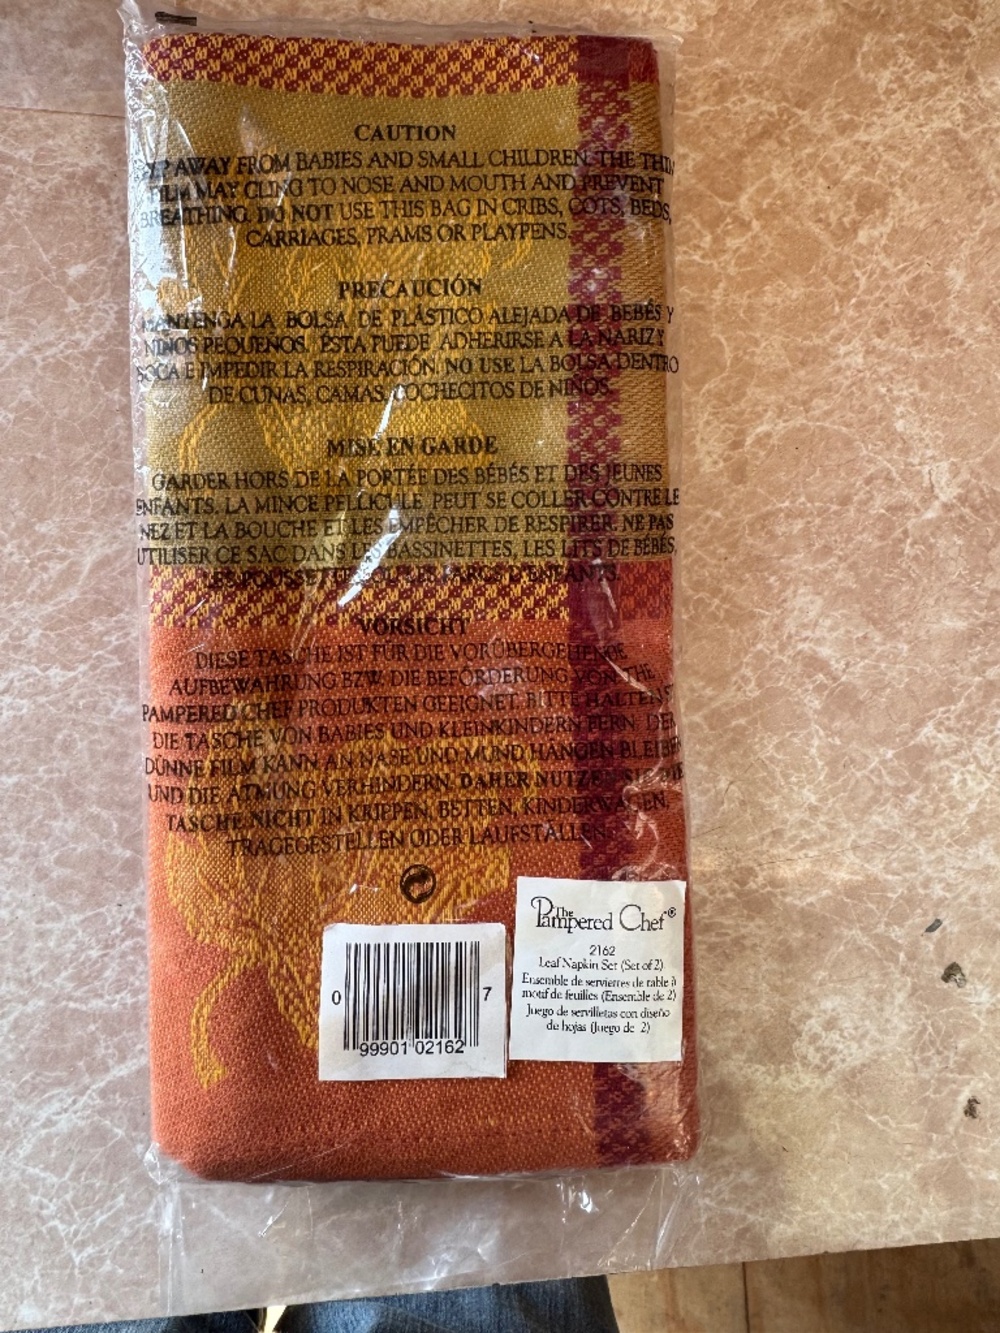 CAUTION
AWAY FROM BABIES AND SMALL CHILDREN. THE THIN
FILM MAY CLING TO NOSE AND MOUTH AND PREVENT
BREATHING. DO NOT USE THIS BAG IN CRIBS, COTS, BEDS,
CARRIAGES, PRAMS OR PLAYPENS.
PRECAUCIÓN
MANTENGA LA BOLSA DE PLÁSTICO ALEJADA DE BEBÉS Y
NIÑOS PEQUEÑOS. ESTA PUEDE ADHERIRSE A LA NARIZ Y
BOCA E IMPEDIR LA RESPIRACIÓN. NO USE LA BOLSA DENTRO
DE CUNAS, CAMAS, COCHECITOS DE NIÑOS.
MISE EN GARDE
GARDER HORS DE LA PORTÉE DES BÉBÉS ET DES JEUNES
ENFANTS. LA MINCE PELLICULE PEUT SE COLLER CONTRE LE
NEZ ET LA BOUCHE ET LES EMPÊCHER DE RESPIRER. NE PAS
UTILISER CE SAC DANS LES BASSINETTES, LES LITS DE BÉBÉS,
LES POUSSETTES OU LES PARCS D'ENFANTS.
VORSICHT
DIESE TASCHE IST FÜR DIE VORÜBERGEHENDE
AUFBEWAHRUNG BZW. DIE BEFÖRDERUNG VON THE
PAMPERED CHEF PRODUKTEN GEEIGNET. BITTE HALTEN SIE
DIE TASCHE VON BABIES UND KLEINKINDERN FERN. DER
DÜNNE FILM KANN AN NASE UND MUND HÄNGEN BLEIBEN
UND DIE ATMUNG VERHINDERN. DAHER NUTZEN SIE DIE
TASCHE NICHT IN KRIPPEN, BETTEN, KINDERWAGEN,
TRAGEGESTELLEN ODER LAUFSTÄLLEN.
The Pampered Chef®
2162
Leaf Napkin Set (Set of 2)
Ensemble de serviettes de table à
motif de feuilles (Ensemble de 2)
Juego de servilletas con diseño
de hojas (Juego de 2)
0 99901 02162 7